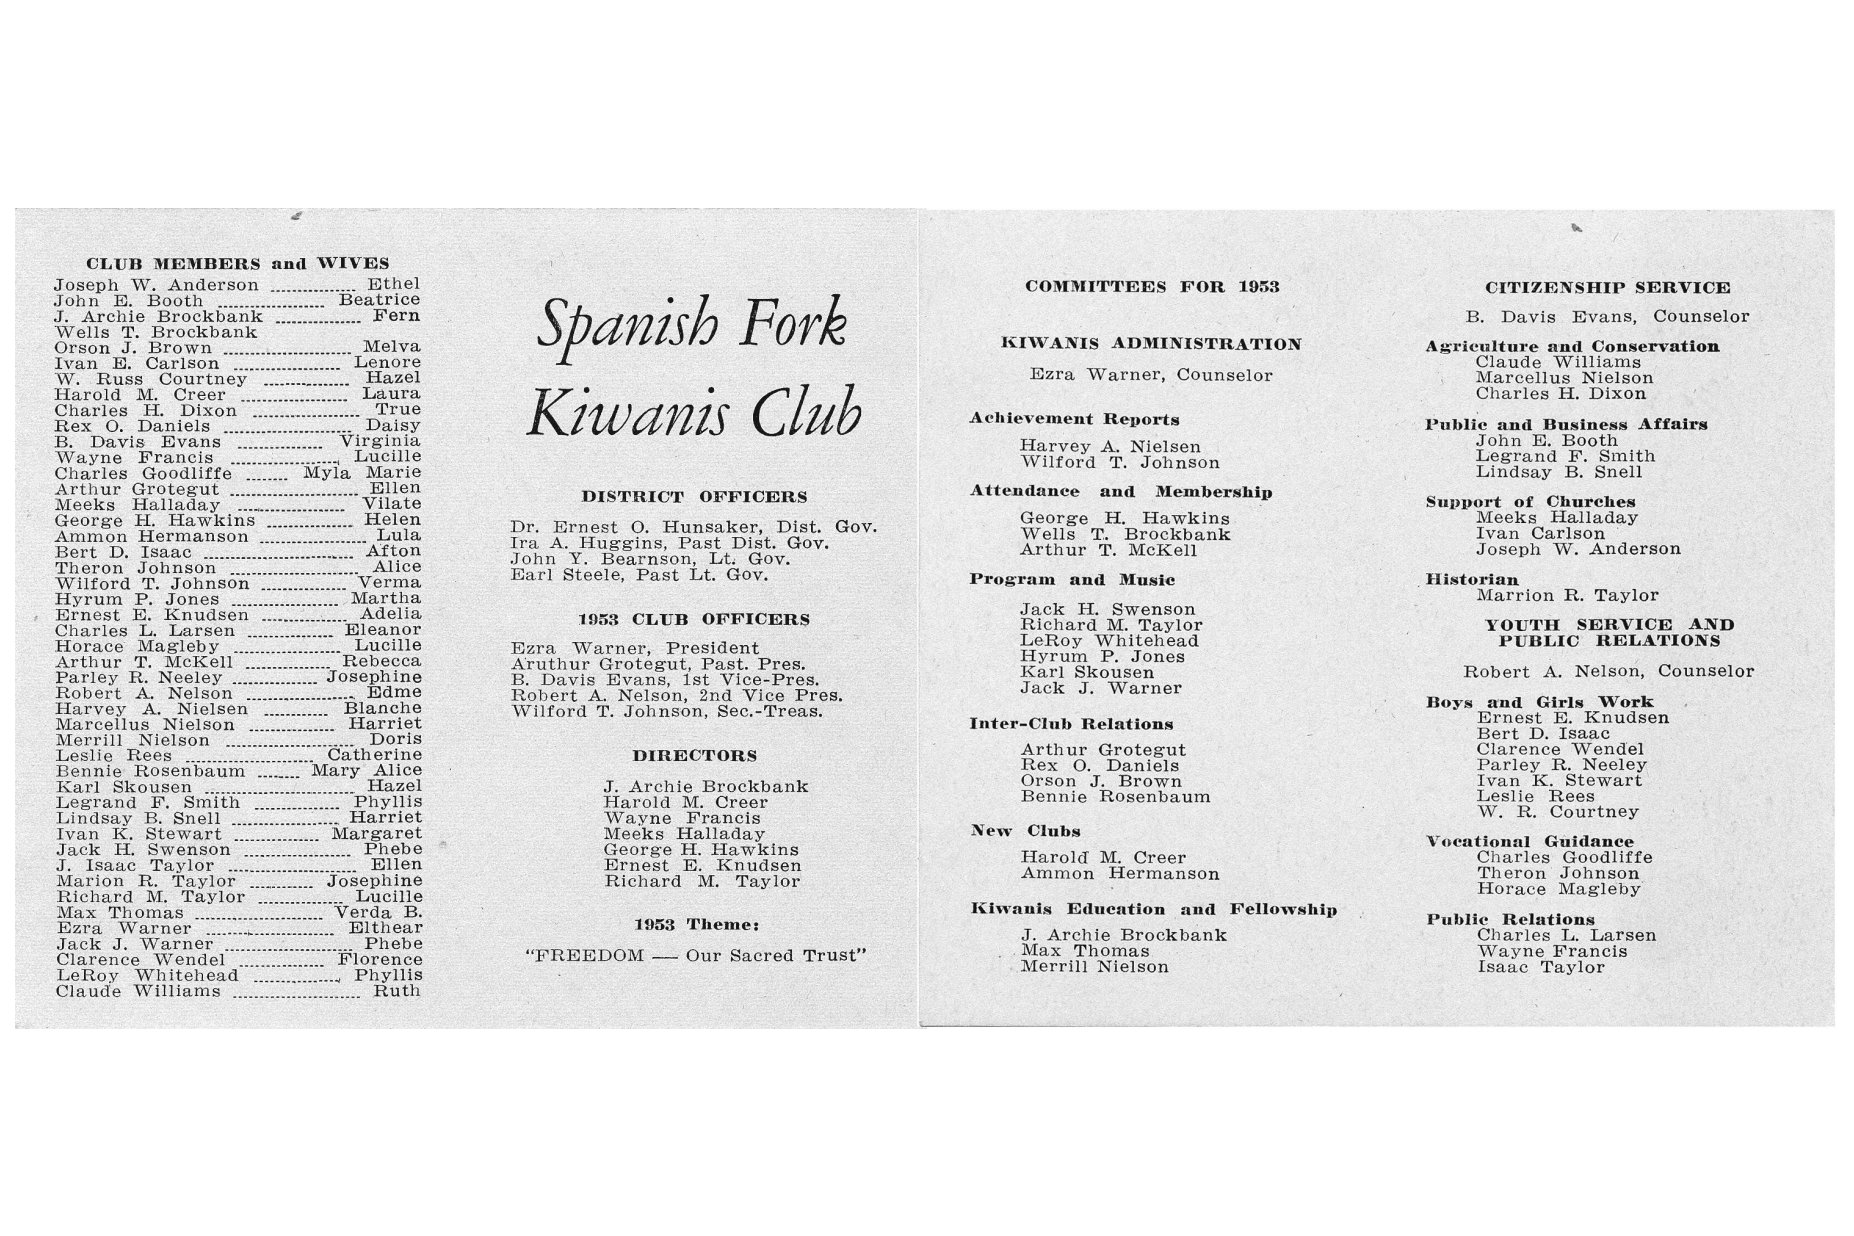 CLUB MEMBERS and WIVES
Joseph W. Anderson ............ Ethel
John E. Booth ............ Beatrice
J. Archie Brockbank ............ Fern
Wells T. Brockbank
Orson J. Brown ............ Melva
Ivan E. Carlson ............ Lenore
W. Russ Courtney ............ Hazel
Harold M. Creer ............ Laura
Charles H. Dixon ............ True
Rex O. Daniels ............ Daisy
B. Davis Evans ............ Virginia
Wayne Francis ............ Lucille
Charles Goodliffe ............ Myla Marie
Arthur Grotegut ............ Ellen
Meeks Halladay ............ Vilate
George H. Hawkins ............ Helen
Ammon Hermanson ............ Lula
Bert D. Isaac ............ Afton
Theron Johnson ............ Alice
Wilford T. Johnson ............ Verma
Hyrum P. Jones ............ Martha
Ernest E. Knudsen ............ Adelia
Charles L. Larsen ............ Eleanor
Horace Magleby ............ Lucille
Arthur T. McKell ............ Rebecca
Parley R. Neeley ............ Josephine
Robert A. Nelson ............ Edme
Harvey A. Nielsen ............ Blanche
Marcellus Nielson ............ Harriet
Merrill Nielson ............ Doris
Leslie Rees ............ Catherine
Bennie Rosenbaum ............ Mary Alice
Karl Skousen ............ Hazel
Legrand F. Smith ............ Phyllis
Lindsay B. Snell ............ Harriet
Ivan K. Stewart ............ Margaret
Jack H. Swenson ............ Phebe
J. Isaac Taylor ............ Ellen
Marion R. Taylor ............ Josephine
Richard M. Taylor ............ Lucille
Max Thomas ............ Verda B.
Ezra Warner ............ Elthear
Jack J. Warner ............ Phebe
Clarence Wendel ............ Florence
LeRoy Whitehead ............ Phyllis
Claude Williams ............ Ruth
Spanish Fork
Kiwanis Club
DISTRICT OFFICERS
Dr. Ernest O. Hunsaker, Dist. Gov.
Ira A. Huggins, Past Dist. Gov.
John Y. Bearnson, Lt. Gov.
Earl Steele, Past Lt. Gov.
1953 CLUB OFFICERS
Ezra Warner, President
Aruthur Grotegut, Past. Pres.
B. Davis Evans, 1st Vice-Pres.
Robert A. Nelson, 2nd Vice Pres.
Wilford T. Johnson, Sec.-Treas.
DIRECTORS
J. Archie Brockbank
Harold M. Creer
Wayne Francis
Meeks Halladay
George H. Hawkins
Ernest E. Knudsen
Richard M. Taylor
1953 Theme:
“FREEDOM — Our Sacred Trust”
COMMITTEES FOR 1953
KIWANIS ADMINISTRATION
Ezra Warner, Counselor
Achievement Reports
Harvey A. Nielsen
Wilford T. Johnson
Attendance and Membership
George H. Hawkins
Wells T. Brockbank
Arthur T. McKell
Program and Music
Jack H. Swenson
Richard M. Taylor
LeRoy Whitehead
Hyrum P. Jones
Karl Skousen
Jack J. Warner
Inter-Club Relations
Arthur Grotegut
Rex O. Daniels
Orson J. Brown
Bennie Rosenbaum
New Clubs
Harold M. Creer
Ammon Hermanson
Kiwanis Education and Fellowship
J. Archie Brockbank
Max Thomas
Merrill Nielson
CITIZENSHIP SERVICE
B. Davis Evans, Counselor
Agriculture and Conservation
Claude Williams
Marcellus Nielson
Charles H. Dixon
Public and Business Affairs
John E. Booth
Legrand F. Smith
Lindsay B. Snell
Support of Churches
Meeks Halladay
Ivan Carlson
Joseph W. Anderson
Historian
Marrion R. Taylor
YOUTH SERVICE AND
PUBLIC RELATIONS
Robert A. Nelson, Counselor
Boys and Girls Work
Ernest E. Knudsen
Bert D. Isaac
Clarence Wendel
Parley R. Neeley
Ivan K. Stewart
Leslie Rees
W. R. Courtney
Vocational Guidance
Charles Goodliffe
Theron Johnson
Horace Magleby
Public Relations
Charles L. Larsen
Wayne Francis
Isaac Taylor